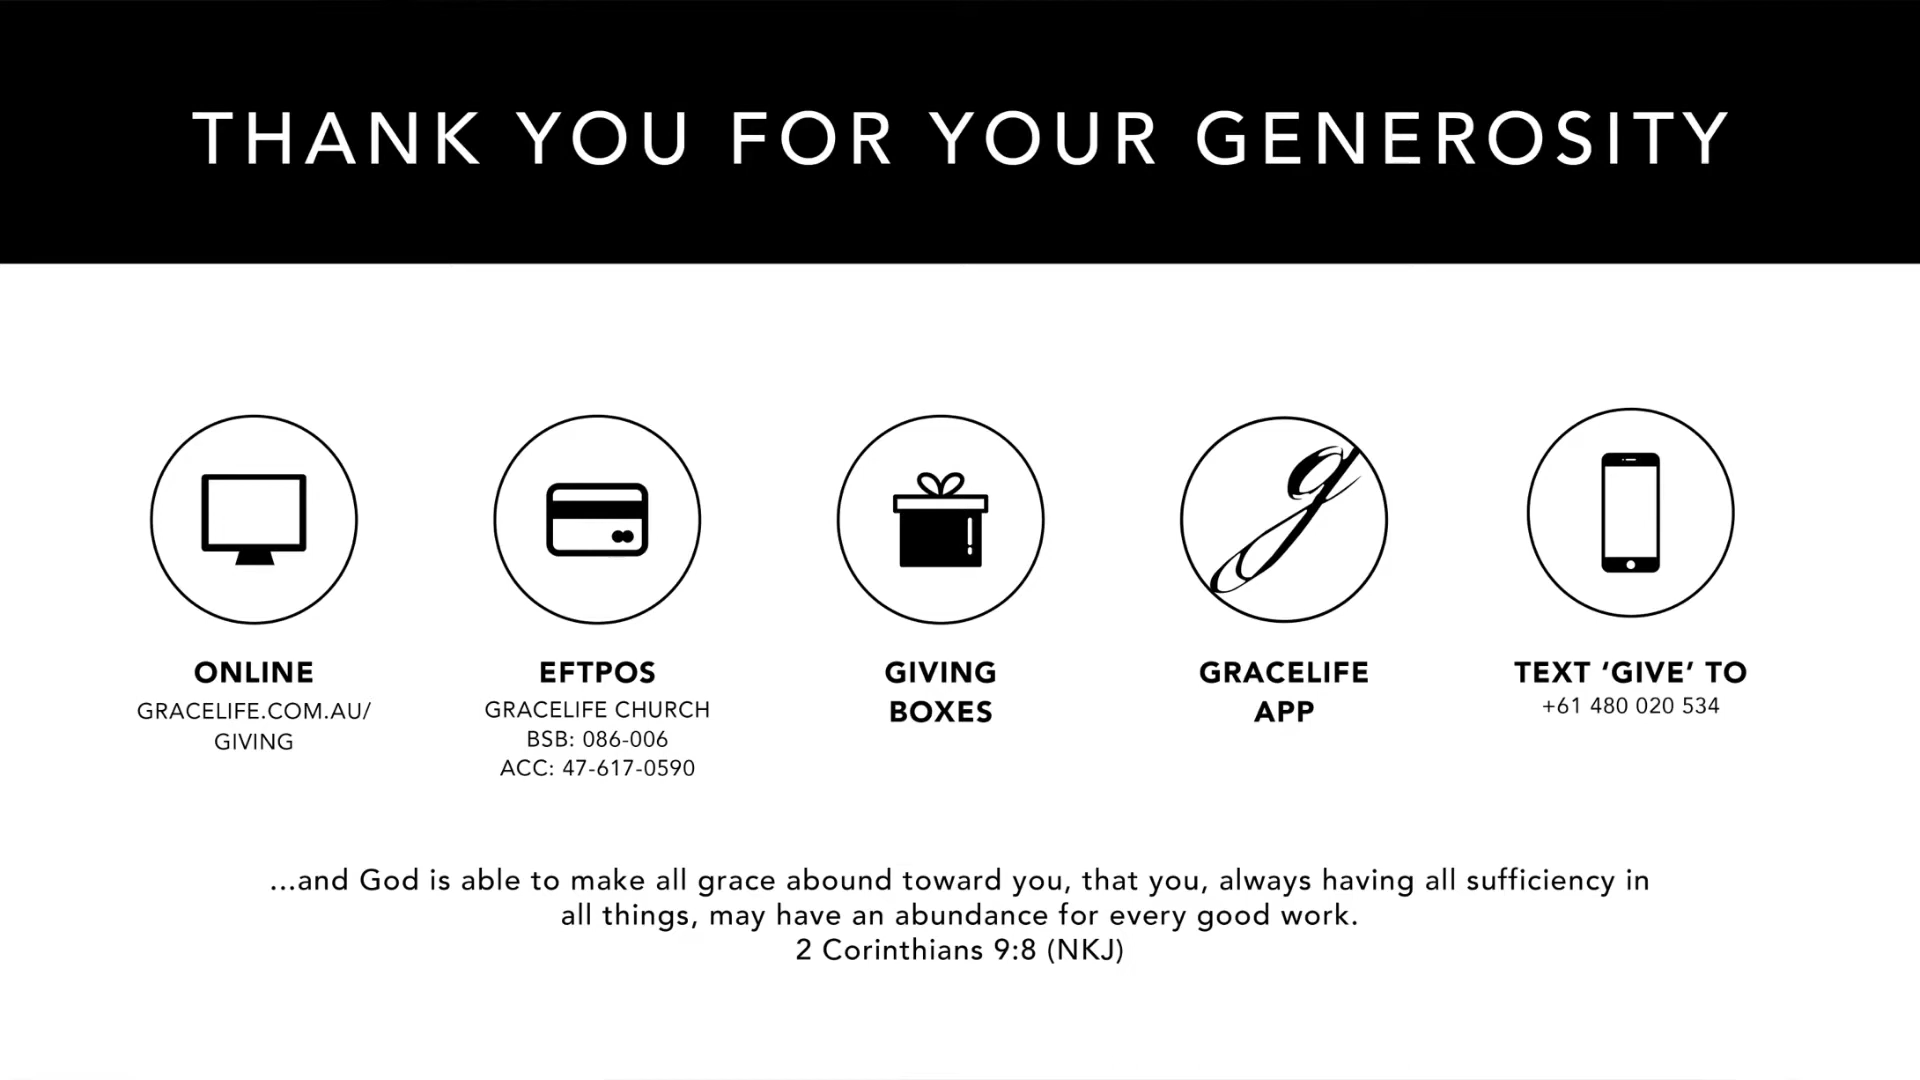 THANK YOU FOR YOUR GENEROSITY
ONLINE
GRACELIFE.COM.AU/
GIVING
EFTPOS
GRACELIFE CHURCH
BSB: 086-006
ACC: 47-617-0590
GIVING
BOXES
g
GRACELIFE
APP
TEXT ‘GIVE’ TO
+61 480 020 534
...and God is able to make all grace abound toward you, that you, always having all sufficiency in
all things, may have an abundance for every good work.
2 Corinthians 9:8 (NKJ)